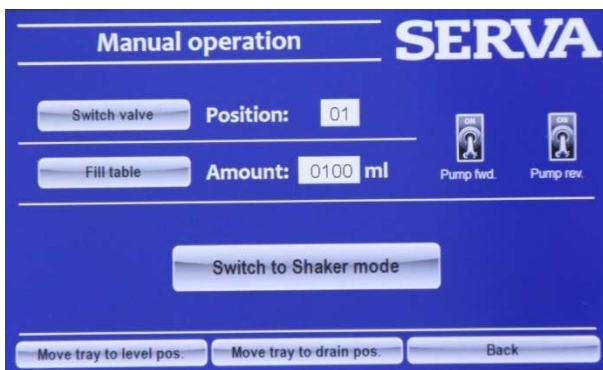 Manual operation
SERVA
Switch valve Position: 01
Fill table Amount: 0100 ml
ON ON
Pump fwd. Pump rev.
Switch to Shaker mode
Move tray to level pos. Move tray to drain pos. Back